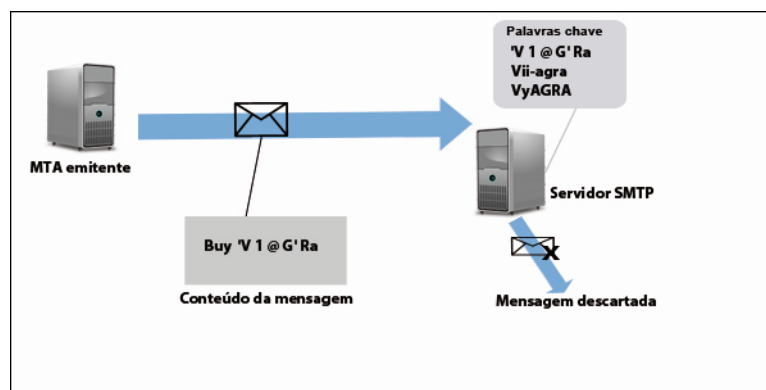 Palavras chave
'V 1 @ G' Ra
Vii-agra
VyAGRA
MTA emitente
Servidor SMTP
Buy 'V 1 @ G' Ra
Conteúdo da mensagem
X
Mensagem descartada